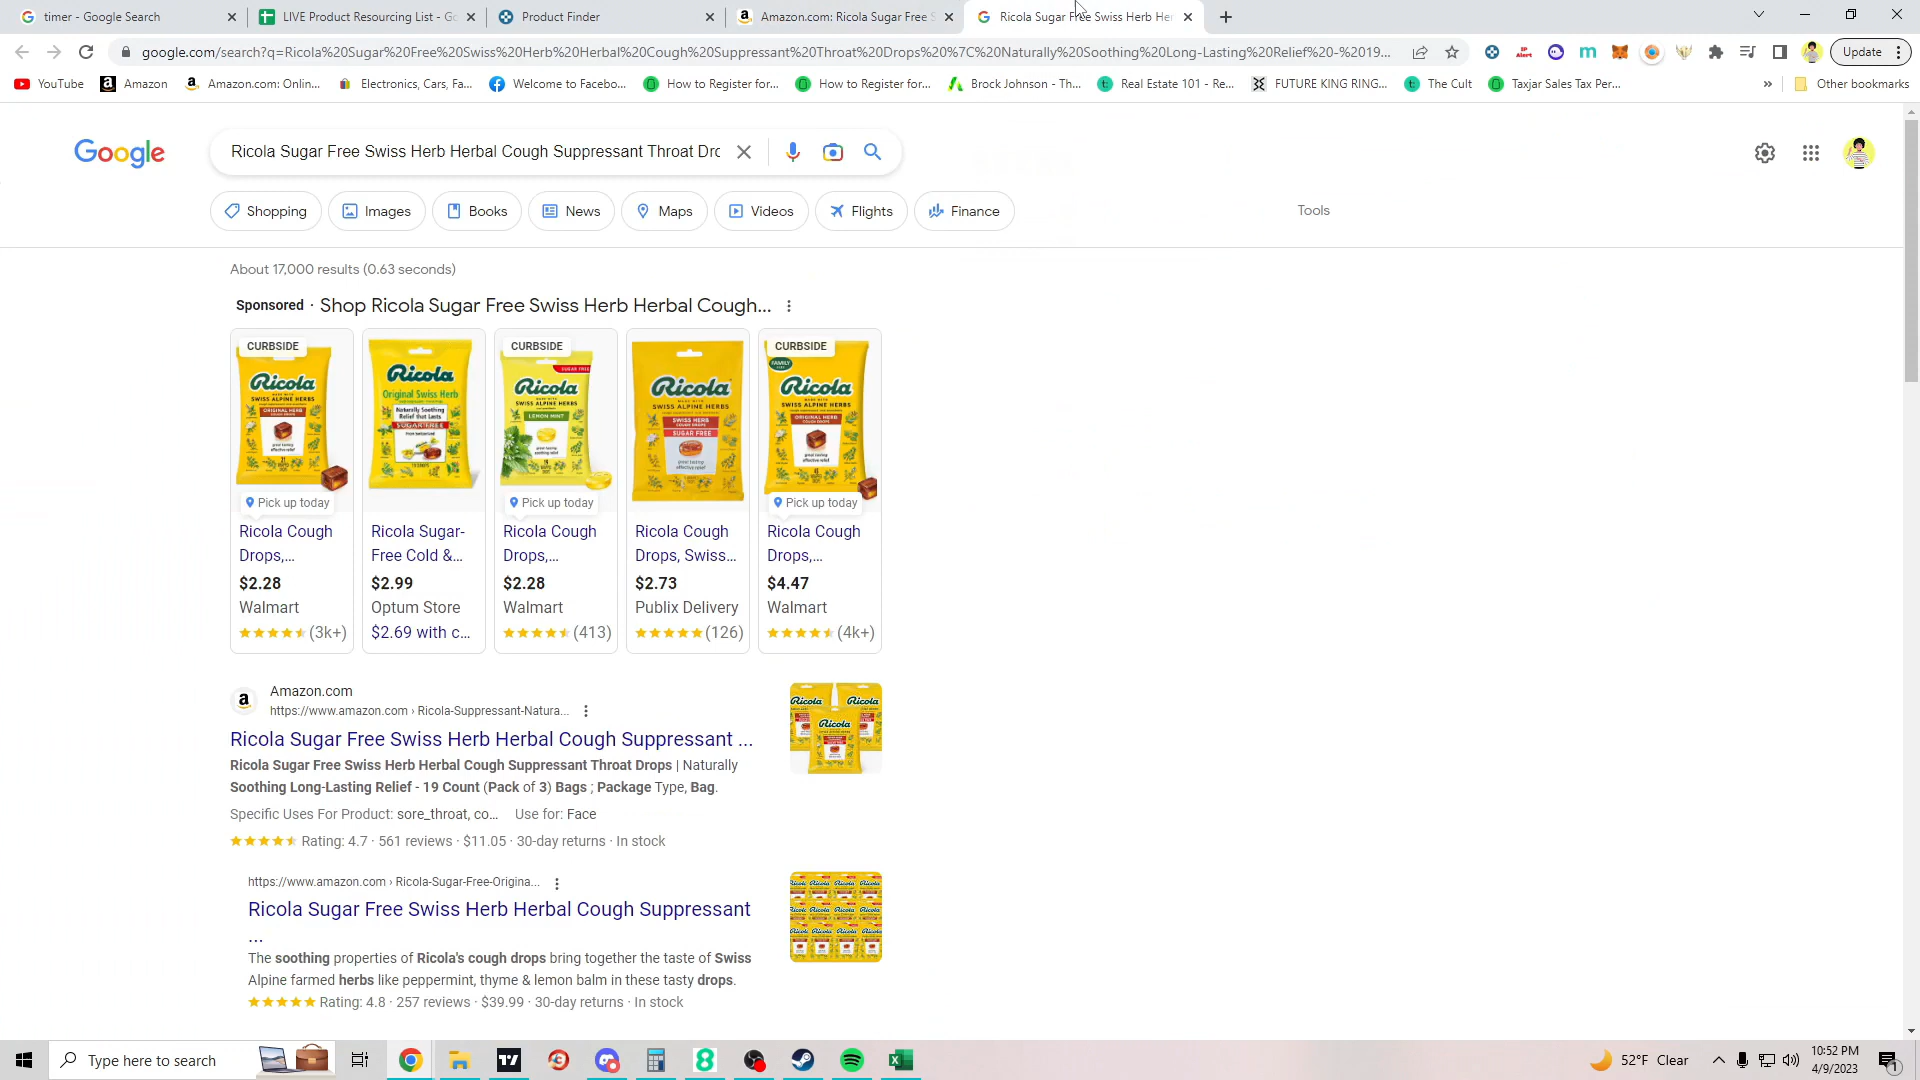 timer - Google Search
LIVE Product Resourcing List - Go
Product Finder
Amazon.com: Ricola Sugar Free S
Ricola Sugar Free Swiss Herb Her
google.com/search?q=Ricola%20Sugar%20Free%20Swiss%20Herb%20Herbal%20Cough%20Suppressant%20Throat%20Drops%20%7C%20Naturally%20Soothing%20Long-Lasting%20Relief%20-%2019...
Update
YouTube
Amazon
Amazon.com: Onlin...
Electronics, Cars, Fa...
Welcome to Facebo...
How to Register for...
How to Register for...
Brock Johnson - Th...
Real Estate 101 - Re...
FUTURE KING RING...
The Cult
Taxjar Sales Tax Per...
Other bookmarks
Google
Ricola Sugar Free Swiss Herb Herbal Cough Suppressant Throat Dro
Shopping
Images
Books
News
Maps
Videos
Flights
Finance
Tools
About 17,000 results (0.63 seconds)
Sponsored · Shop Ricola Sugar Free Swiss Herb Herbal Cough...
CURBSIDE
CURBSIDE
CURBSIDE
Pick up today
Pick up today
Pick up today
Ricola Cough
Drops,...
$2.28
Walmart
(3k+)
Ricola Sugar-
Free Cold &...
$2.99
Optum Store
$2.69 with c...
Ricola Cough
Drops,...
$2.28
Walmart
(413)
Ricola Cough
Drops, Swiss...
$2.73
Publix Delivery
(126)
Ricola Cough
Drops,...
$4.47
Walmart
(4k+)
Amazon.com
https://www.amazon.com › Ricola-Suppressant-Natura...
Ricola Sugar Free Swiss Herb Herbal Cough Suppressant ...
Ricola Sugar Free Swiss Herb Herbal Cough Suppressant Throat Drops | Naturally
Soothing Long-Lasting Relief - 19 Count (Pack of 3) Bags ; Package Type, Bag.
Specific Uses For Product: sore_throat, co... Use for: Face
Rating: 4.7 · 561 reviews · $11.05 · 30-day returns · In stock
https://www.amazon.com › Ricola-Sugar-Free-Origina...
Ricola Sugar Free Swiss Herb Herbal Cough Suppressant
...
The soothing properties of Ricola's cough drops bring together the taste of Swiss
Alpine farmed herbs like peppermint, thyme & lemon balm in these tasty drops.
Rating: 4.8 · 257 reviews · $39.99 · 30-day returns · In stock
Type here to search
52°F Clear
10:52 PM
4/9/2023